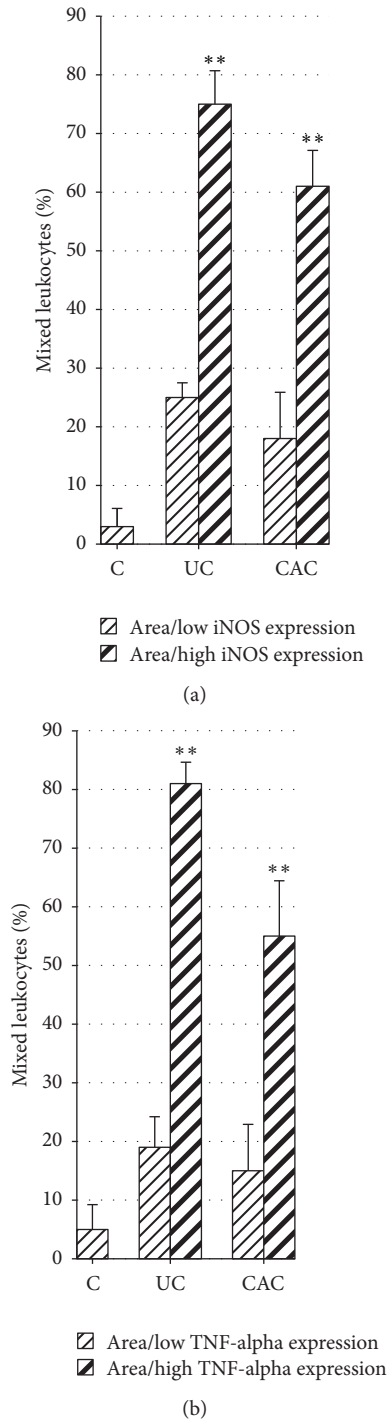 90
80
70
60
50
40
30
20
10
0
Mixed leukocytes (%)
**
**
C UC CAC
Area/low iNOS expression
Area/high iNOS expression
(a)
90
80
70
60
50
40
30
20
10
0
Mixed leukocytes (%)
**
**
C UC CAC
Area/low TNF-alpha expression
Area/high TNF-alpha expression
(b)